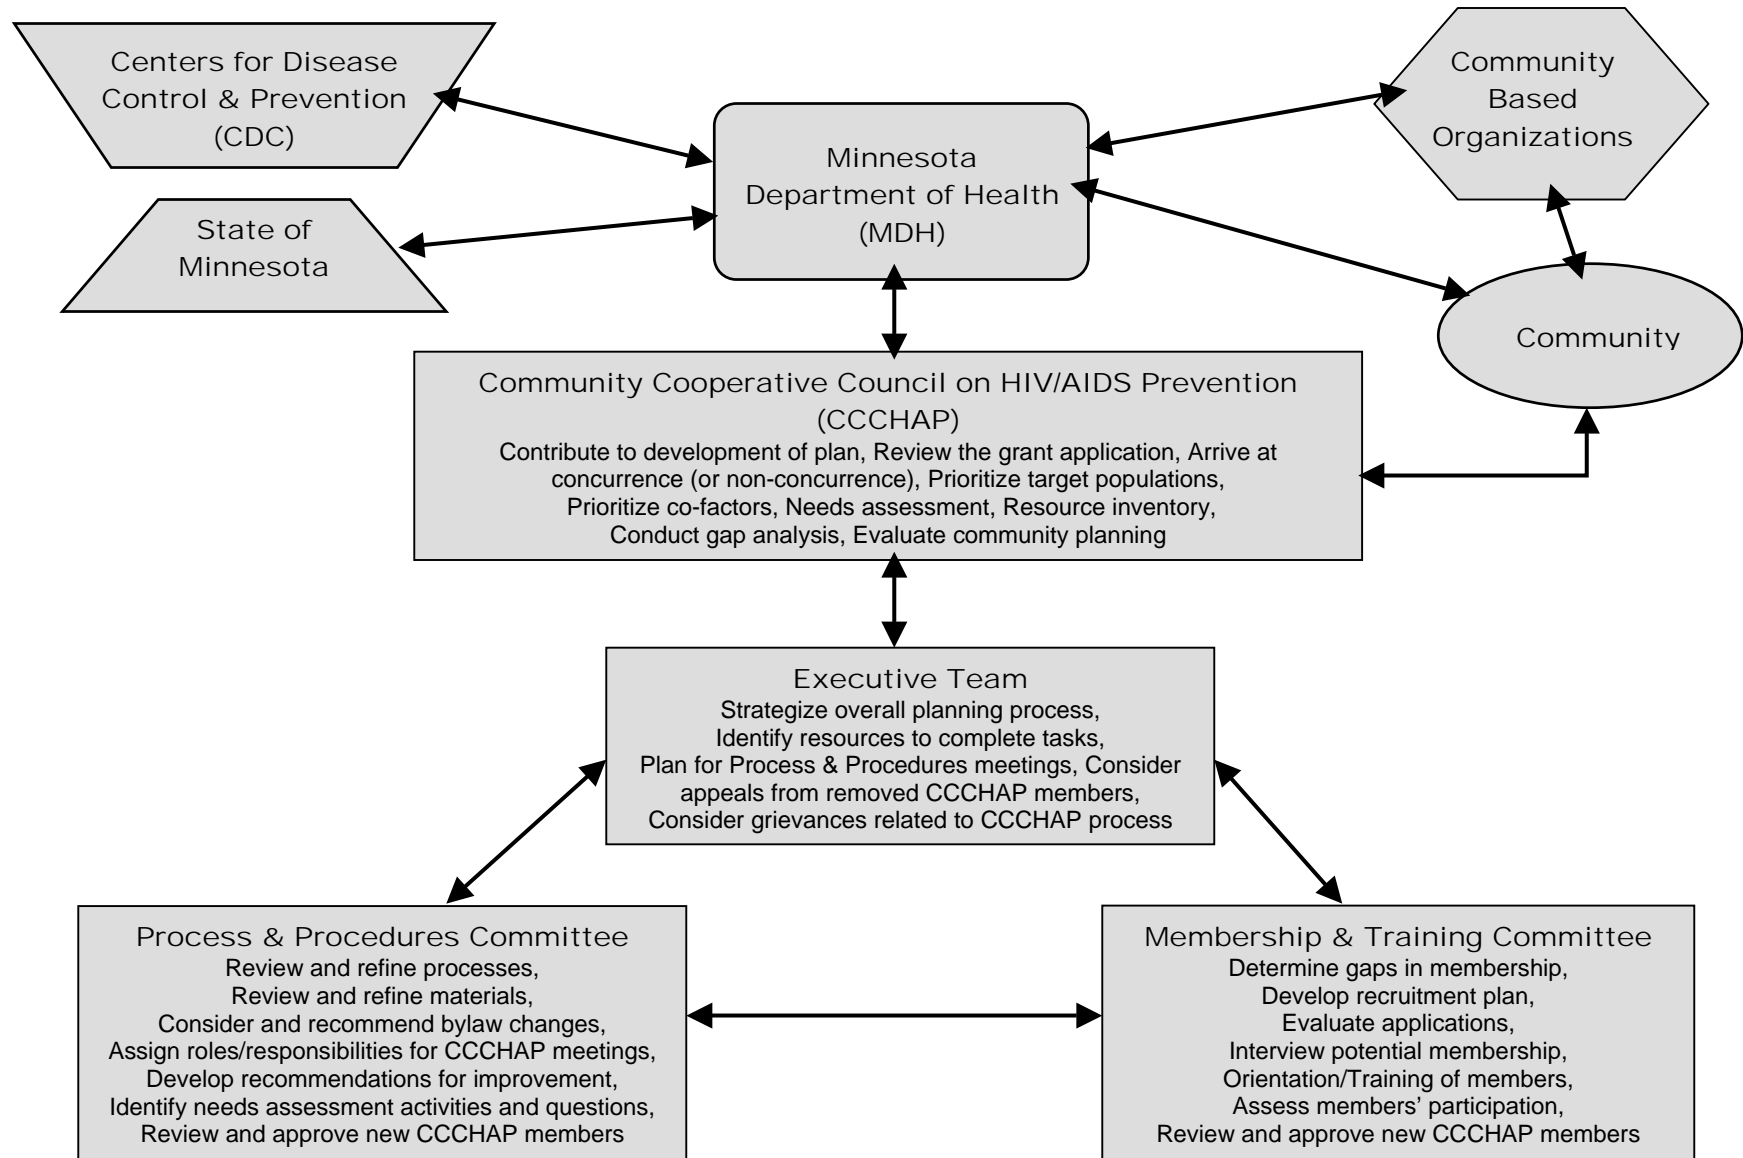 Centers for Disease
Control & Prevention
(CDC)
State of
Minnesota
Minnesota
Department of Health
(MDH)
Community
Based
Organizations
Community
Community Cooperative Council on HIV/AIDS Prevention
(CCCHAP)
Contribute to development of plan, Review the grant application, Arrive at
concurrence (or non-concurrence), Prioritize target populations,
Prioritize co-factors, Needs assessment, Resource inventory,
Conduct gap analysis, Evaluate community planning
Executive Team
Strategize overall planning process,
Identify resources to complete tasks,
Plan for Process & Procedures meetings, Consider
appeals from removed CCCHAP members,
Consider grievances related to CCCHAP process
Process & Procedures Committee
Review and refine processes,
Review and refine materials,
Consider and recommend bylaw changes,
Assign roles/responsibilities for CCCHAP meetings,
Develop recommendations for improvement,
Identify needs assessment activities and questions,
Review and approve new CCCHAP members
Membership & Training Committee
Determine gaps in membership,
Develop recruitment plan,
Evaluate applications,
Interview potential membership,
Orientation/Training of members,
Assess members’ participation,
Review and approve new CCCHAP members